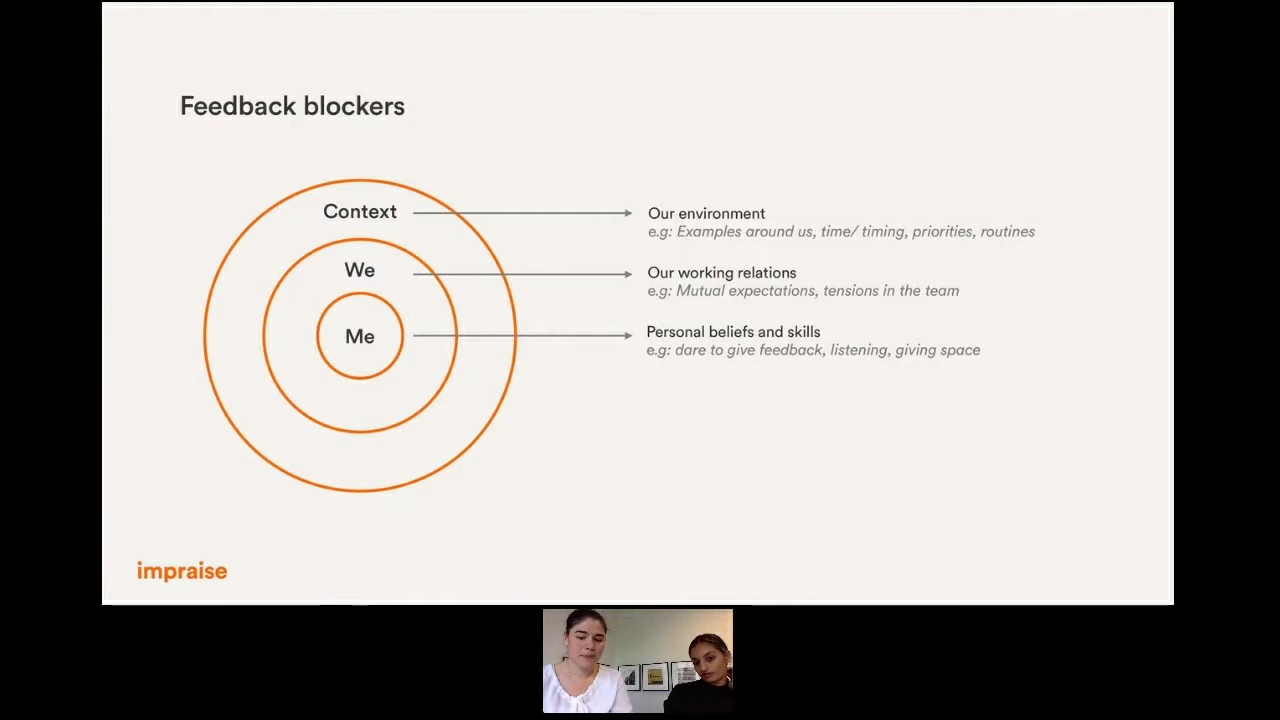 Feedback blockers
Context
Our environment
e.g: Examples around us, time/ timing, priorities, routines
We
Our working relations
e.g: Mutual expectations, tensions in the team
Me
Personal beliefs and skills
e.g: dare to give feedback, listening, giving space
impraise